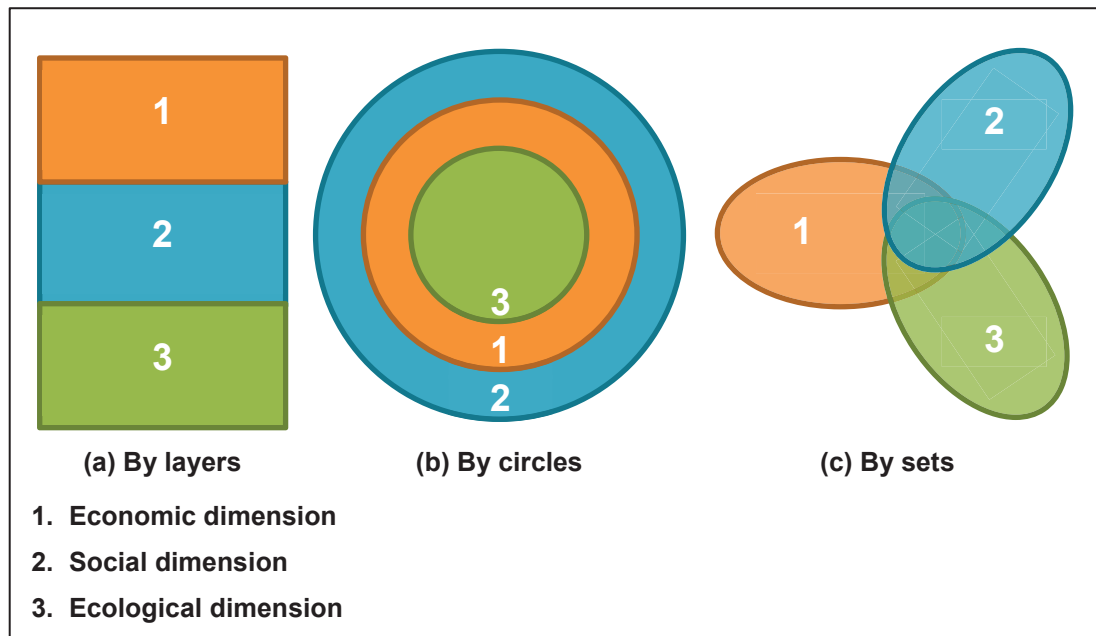 1
2
3
3
1
2
1
2
3
(a) By layers
(b) By circles
(c) By sets
1. Economic dimension
2. Social dimension
3. Ecological dimension